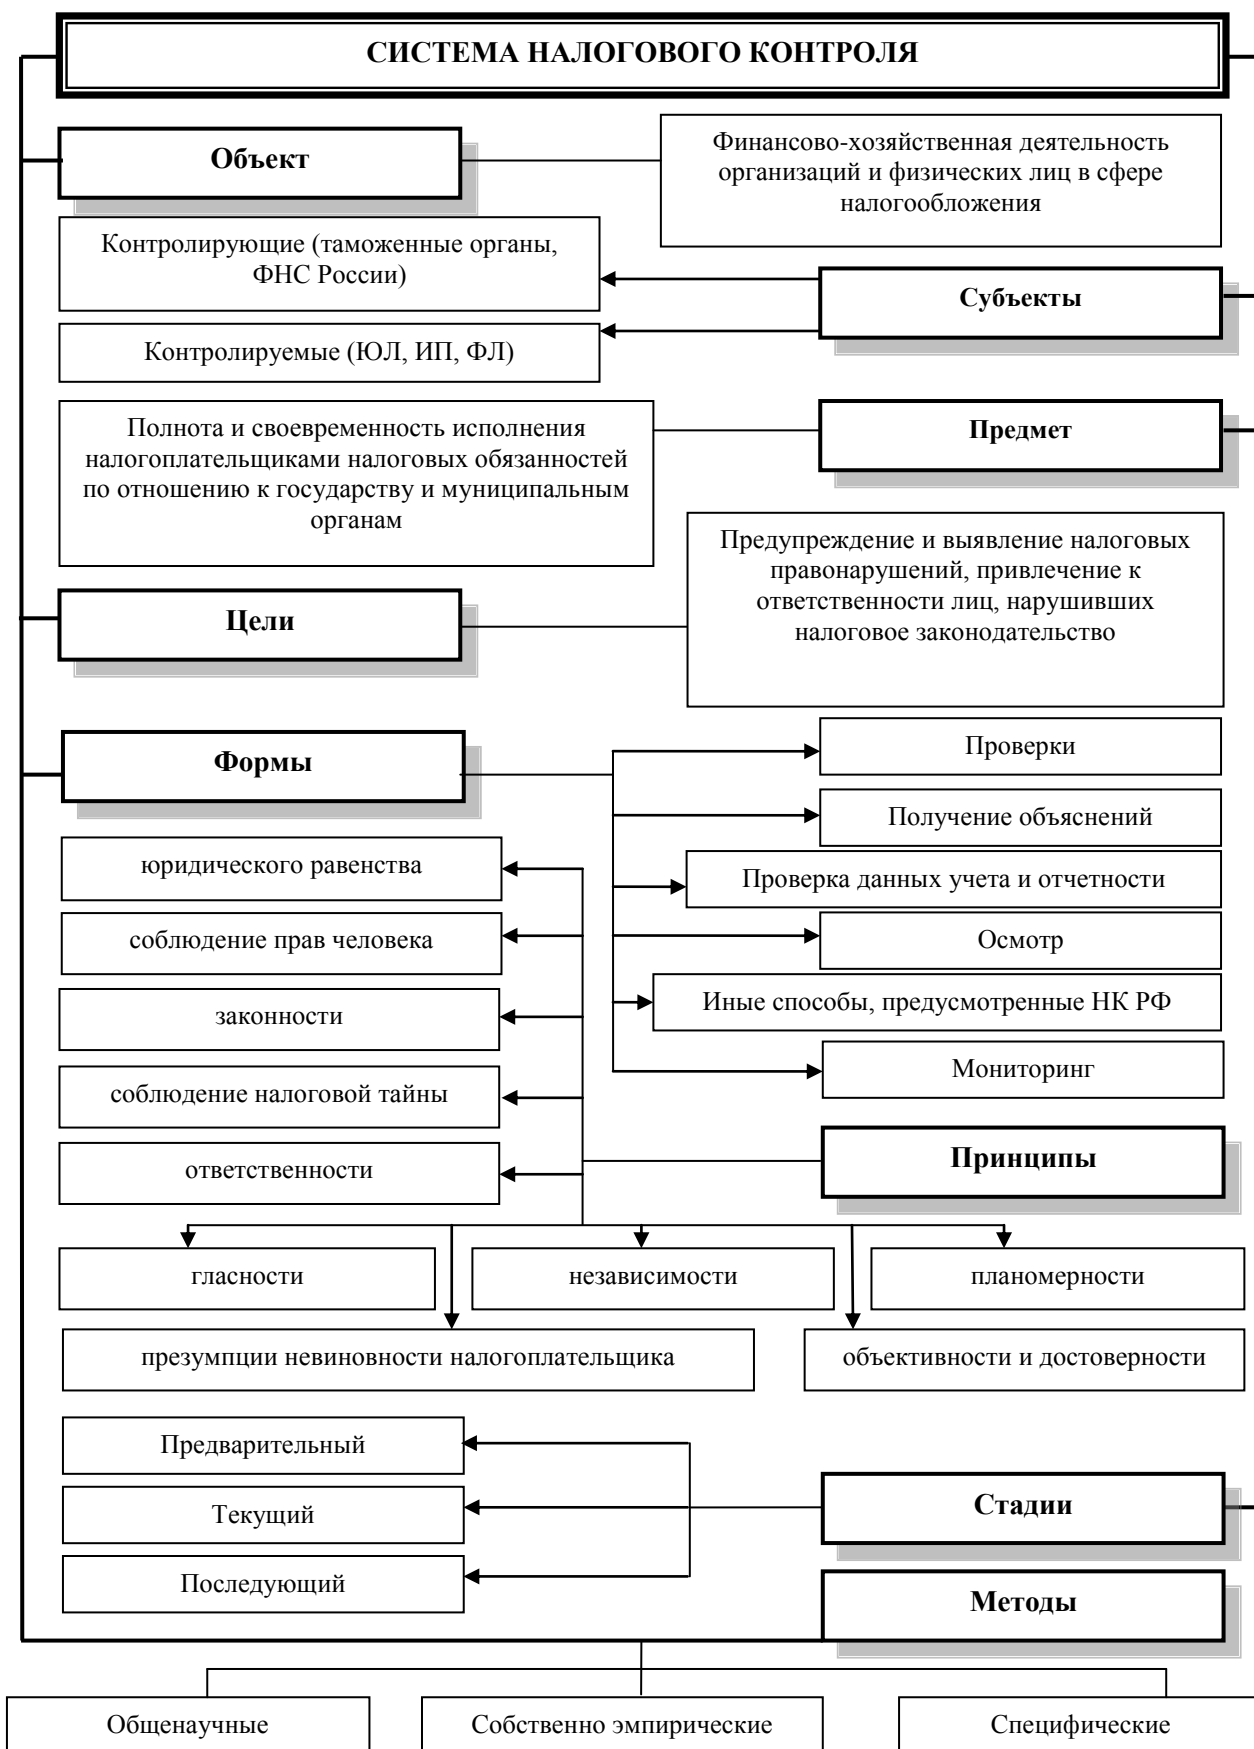 СИСТЕМА НАЛОГОВОГО КОНТРОЛЯ
Объект
Финансово-хозяйственная деятельность
организаций и физических лиц в сфере
налогообложения
Контролирующие (таможенные органы,
ФНС России)
Субъекты
Контролируемые (ЮЛ, ИП, ФЛ)
Полнота и своевременность исполнения
налогоплательщиками налоговых обязанностей
по отношению к государству и муниципальным
органам
Предмет
Предупреждение и выявление налоговых
правонарушений, привлечение к
ответственности лиц, нарушивших
налоговое законодательство
Цели
Формы
Проверки
Получение объяснений
Проверка данных учета и отчетности
Осмотр
Иные способы, предусмотренные НК РФ
Мониторинг
юридического равенства
соблюдение прав человека
законности
соблюдение налоговой тайны
ответственности
Принципы
гласности
независимости
планомерности
презумпции невиновности налогоплательщика
объективности и достоверности
Предварительный
Текущий
Последующий
Стадии
Методы
Общенаучные
Собственно эмпирические
Специфические